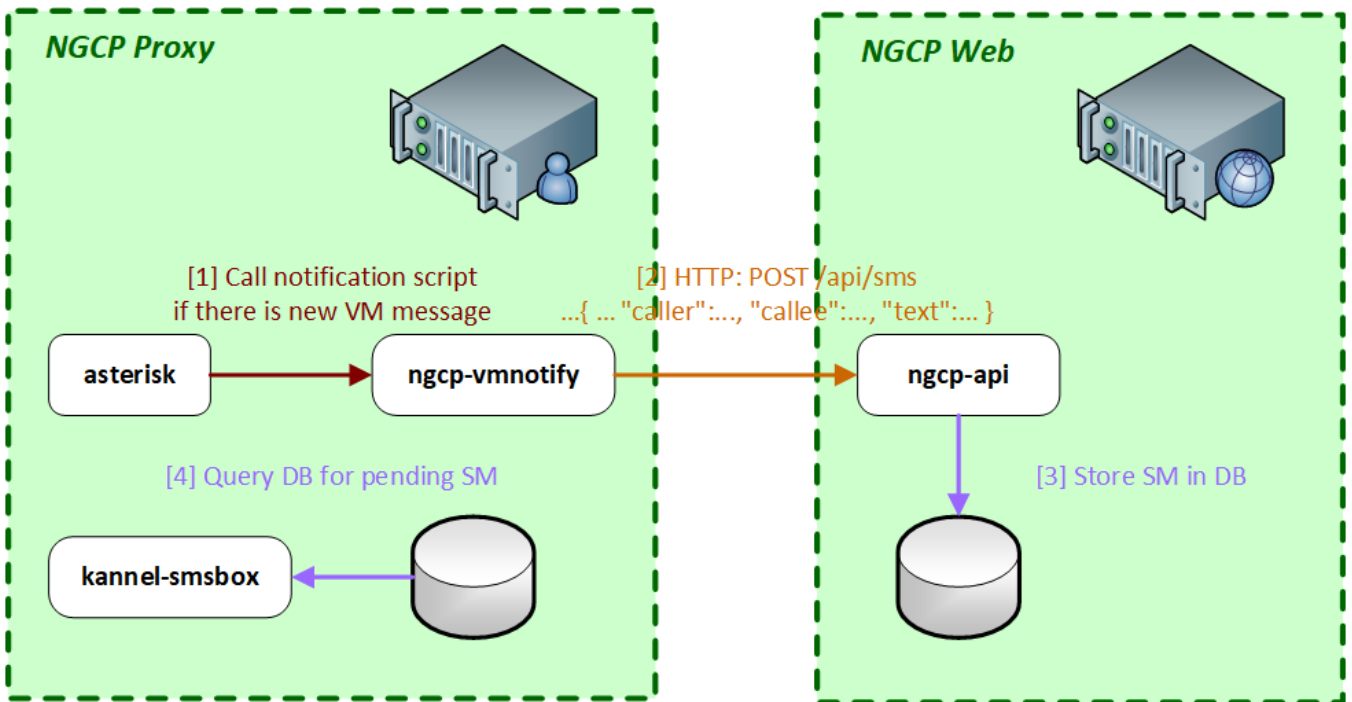 NGCP Proxy
NGCP Web
[1] Call notification script
if there is new VM message
[2] HTTP: POST /api/sms
...{ ... "caller":..., "callee":..., "text":... }
asterisk
ngcp-vmnotify
ngcp-api
[4] Query DB for pending SM
[3] Store SM in DB
kannel-smsbox